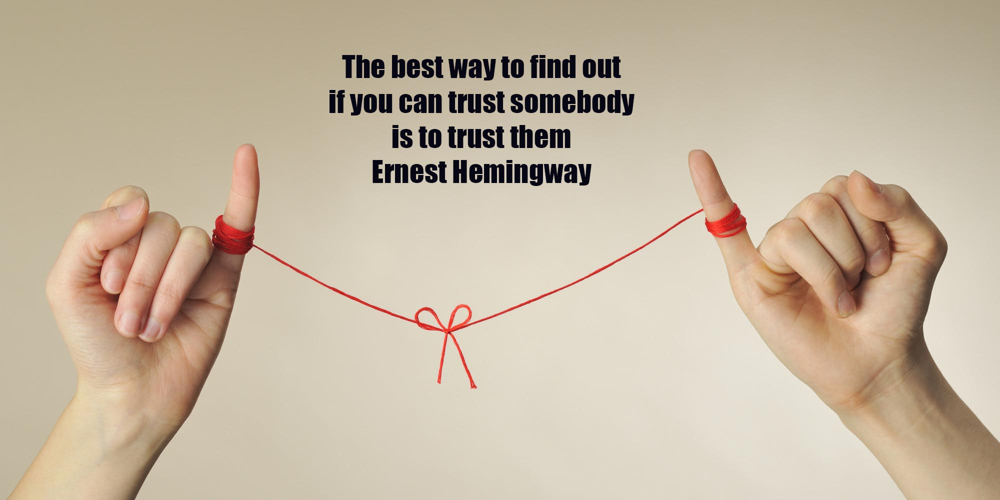 The best way to find out
if you can trust somebody
is to trust them
Ernest Hemingway